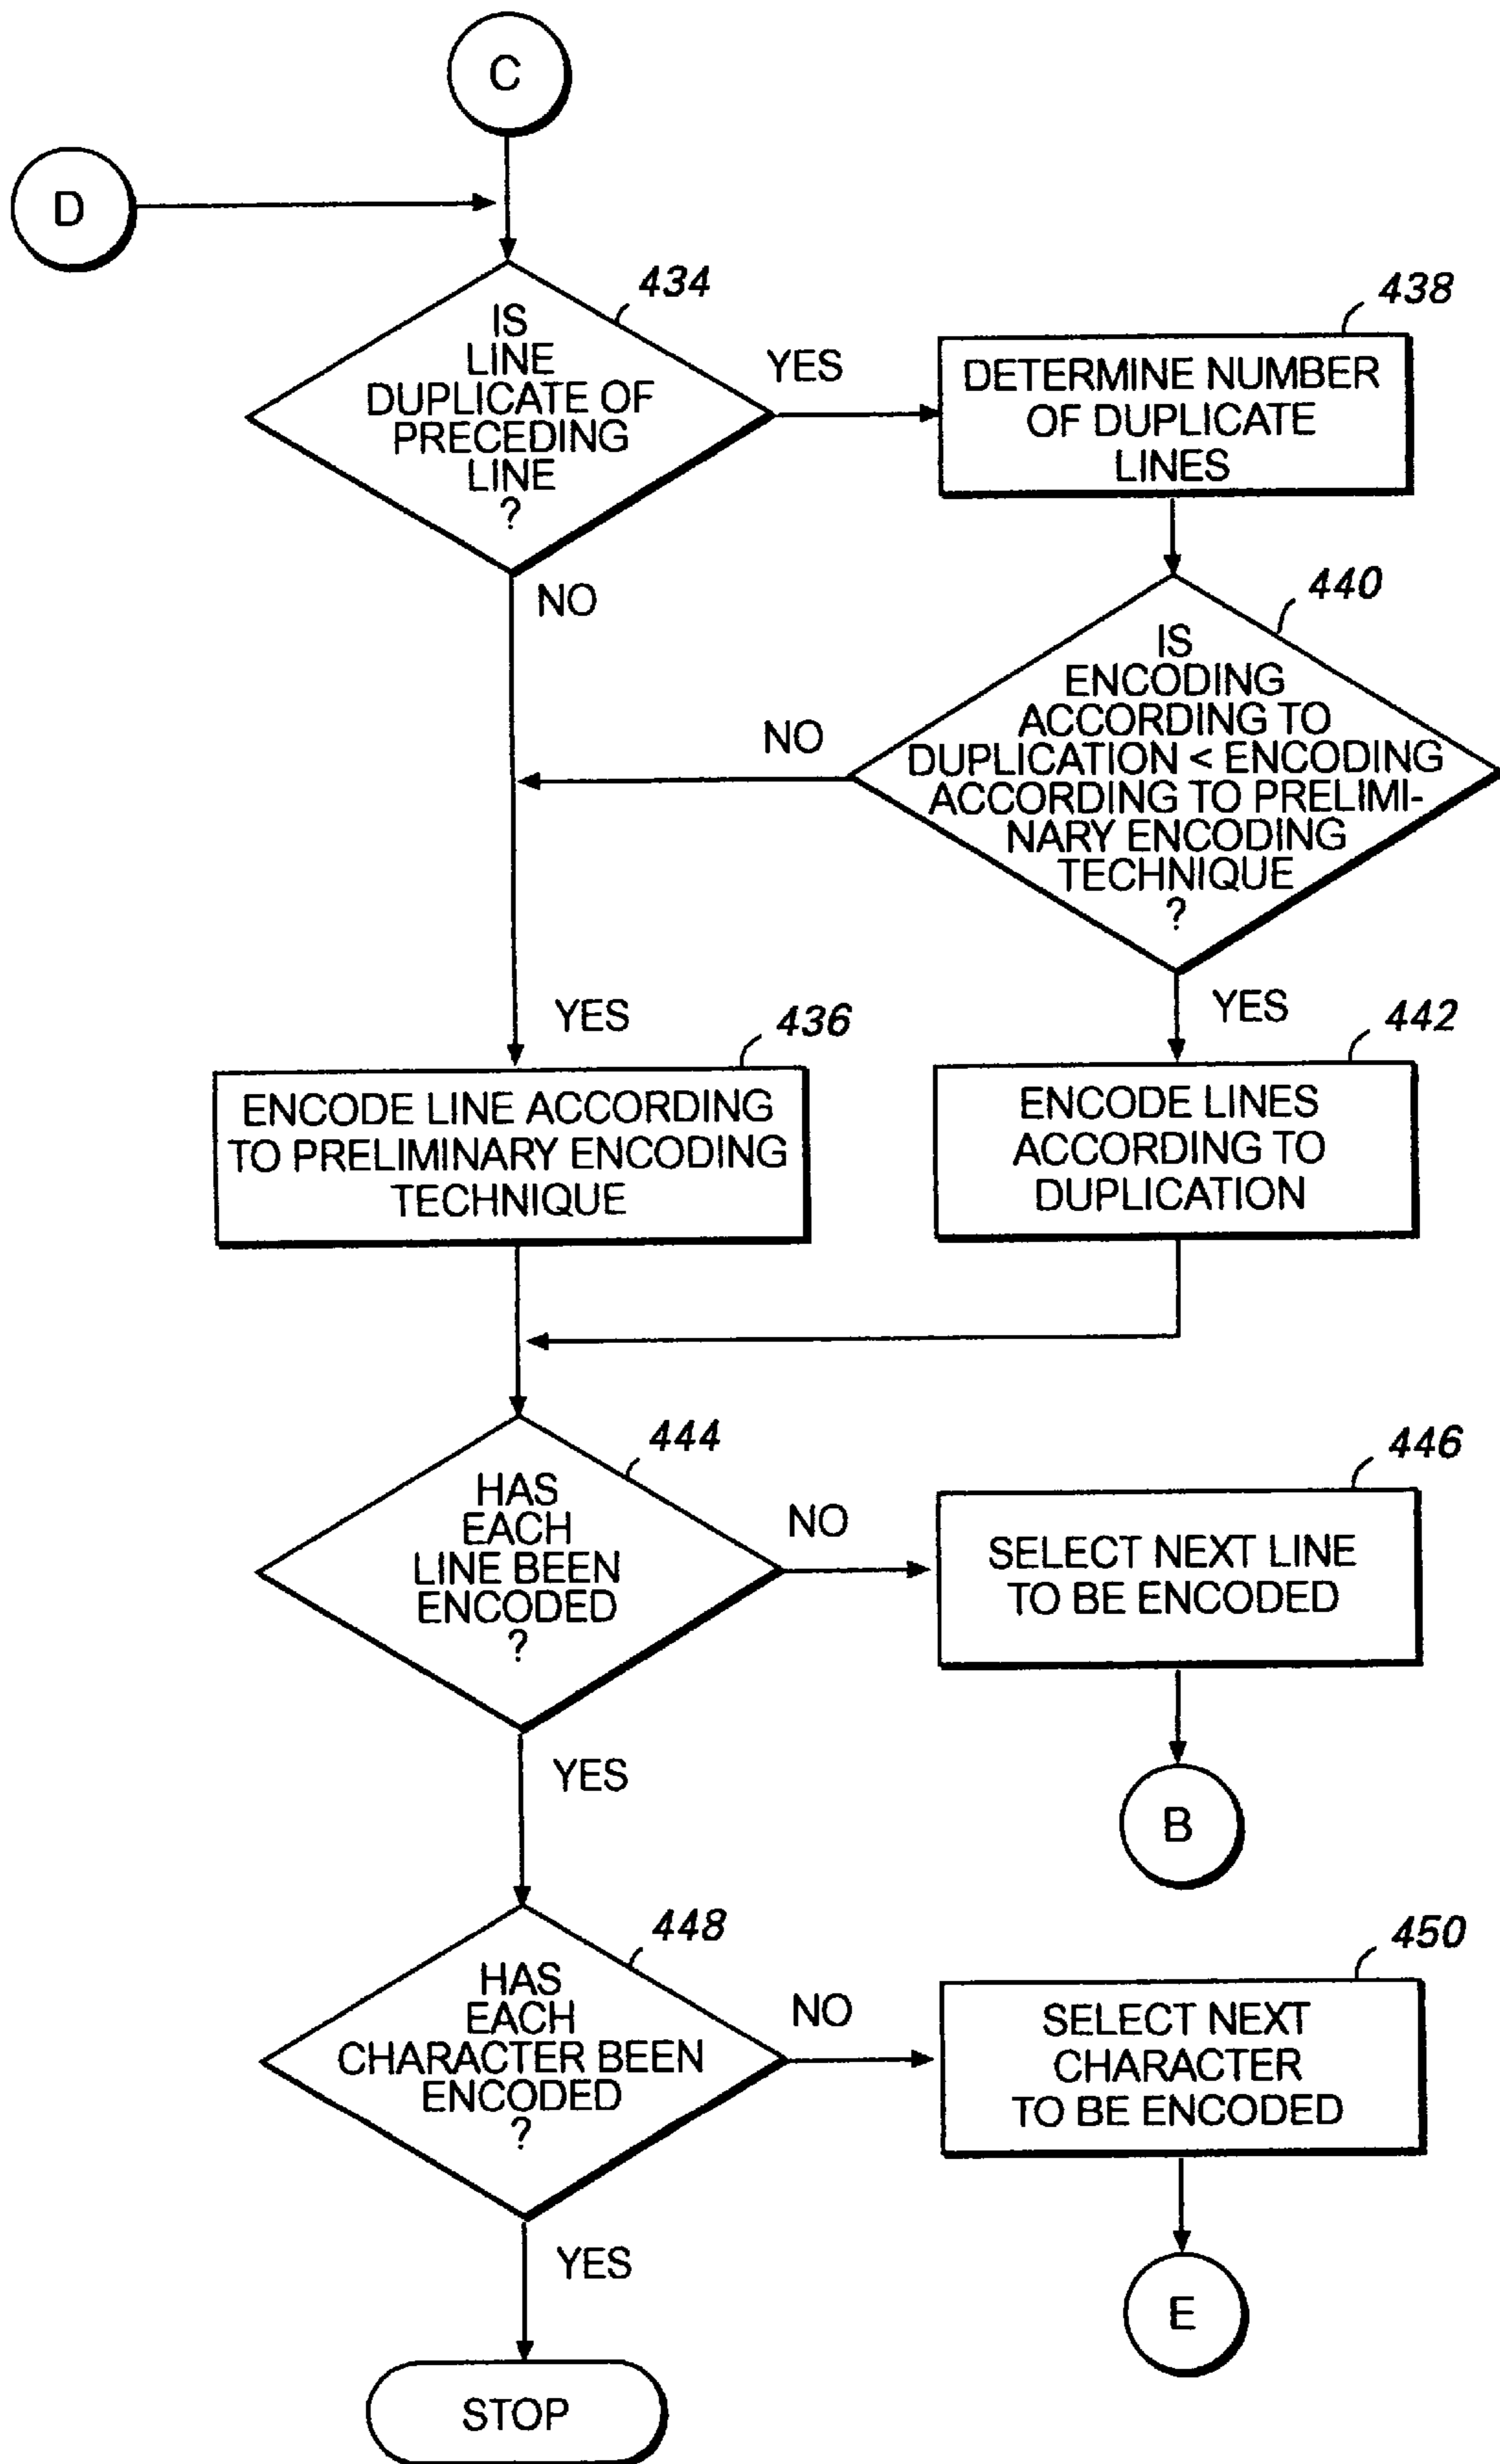 C
D
434
IS
LINE
DUPLICATE OF
PRECEDING
LINE
?
YES
438
DETERMINE NUMBER
OF DUPLICATE
LINES
NO
440
IS
ENCODING
ACCORDING TO
DUPLICATION < ENCODING
ACCORDING TO PRELIMI-
NARY ENCODING
TECHNIQUE
?
NO
YES
436
ENCODE LINE ACCORDING
TO PRELIMINARY ENCODING
TECHNIQUE
YES
442
ENCODE LINES
ACCORDING TO
DUPLICATION
444
HAS
EACH
LINE BEEN
ENCODED
?
NO
446
SELECT NEXT LINE
TO BE ENCODED
B
YES
448
HAS
EACH
CHARACTER BEEN
ENCODED
?
NO
450
SELECT NEXT
CHARACTER
TO BE ENCODED
E
YES
STOP